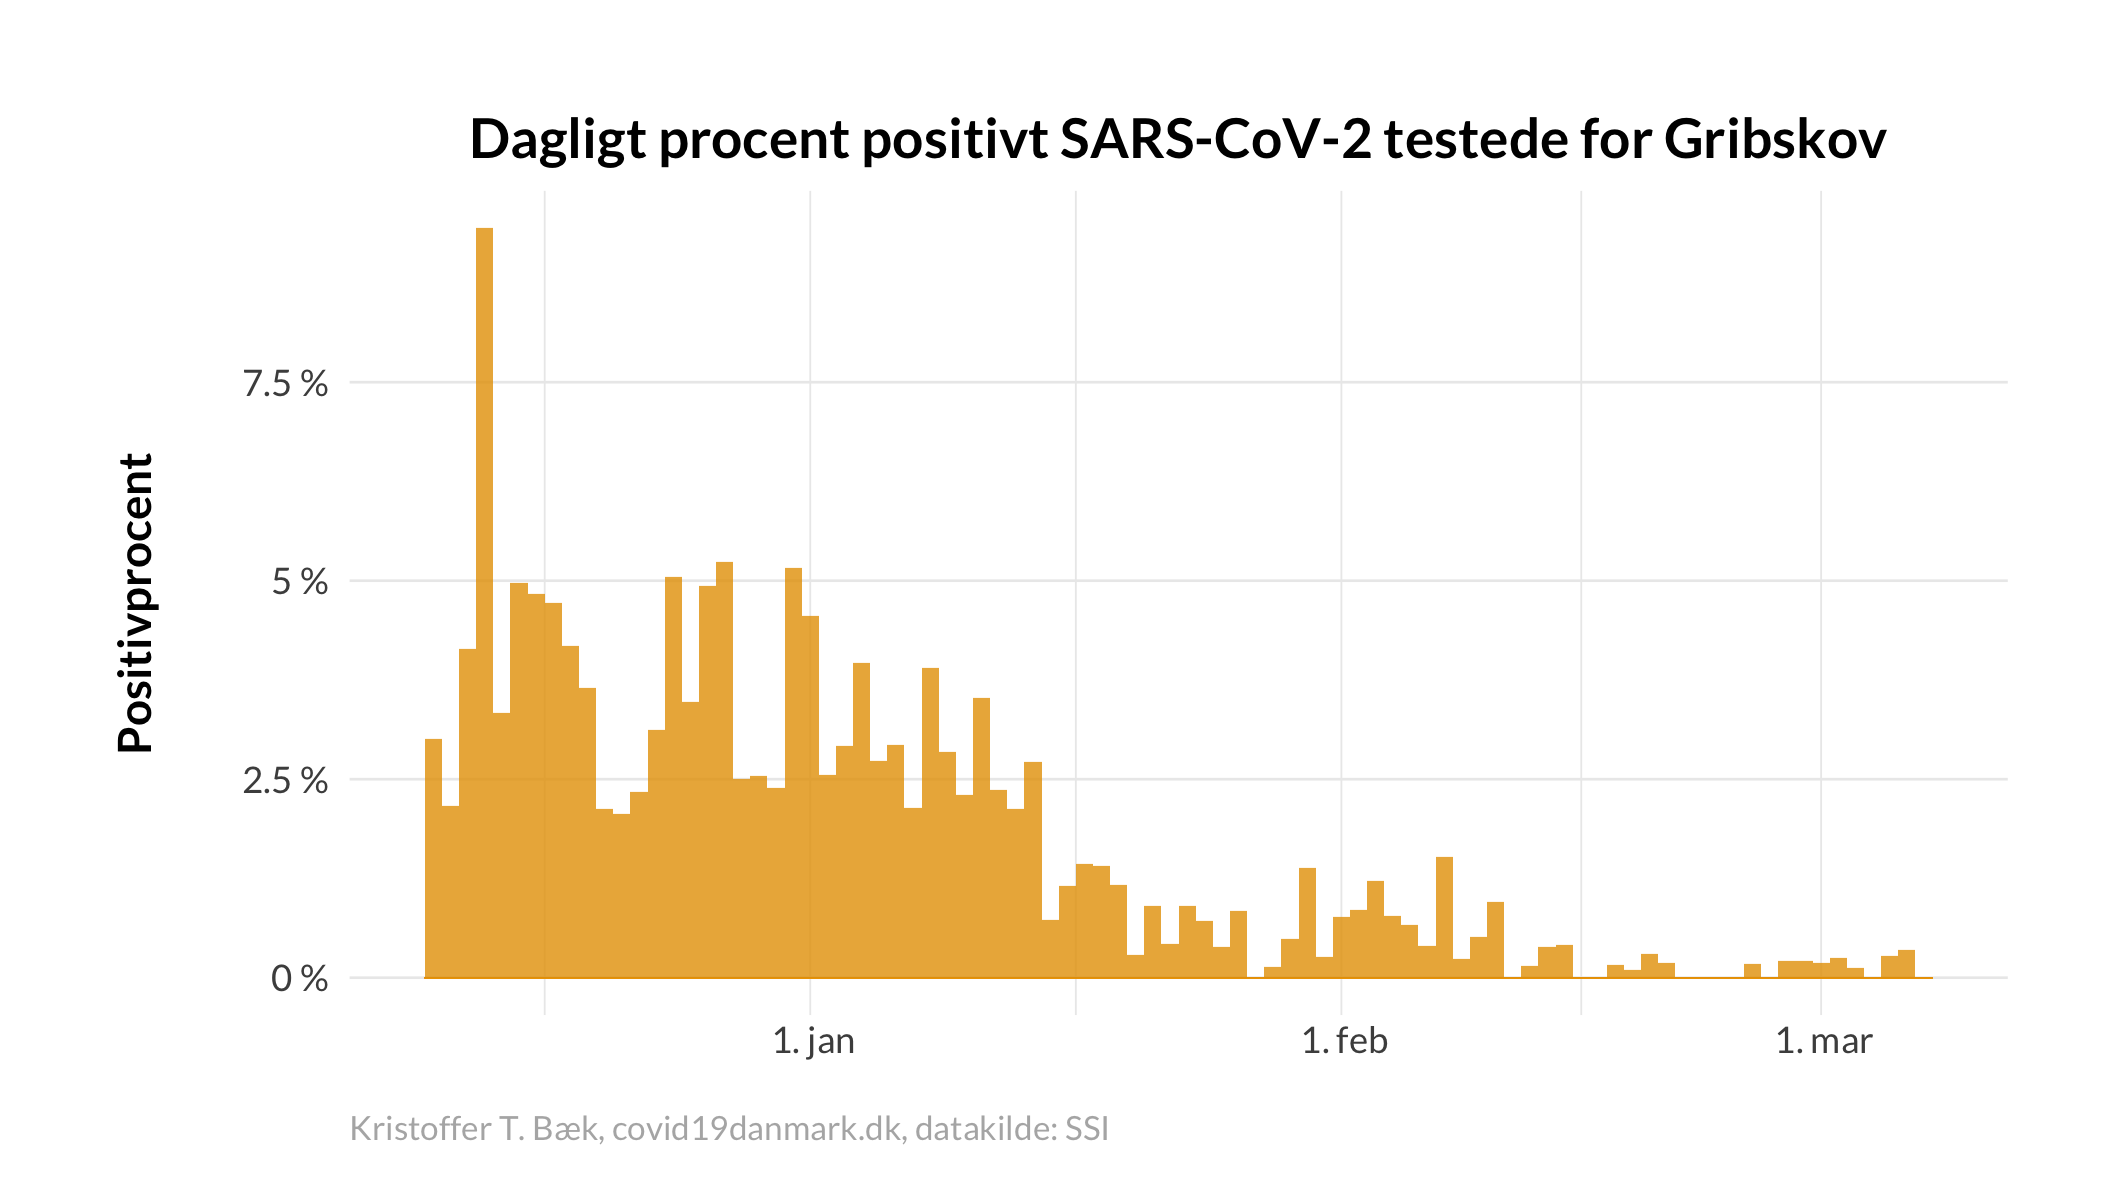 Dagligt procent positivt SARS-CoV-2 testede for Gribskov
Positivprocent
7.5 %
5 %
2.5 %
0 %
1. jan
1. feb
1. mar
Kristoffer T. Bæk, covid19danmark.dk, datakilde: SSI